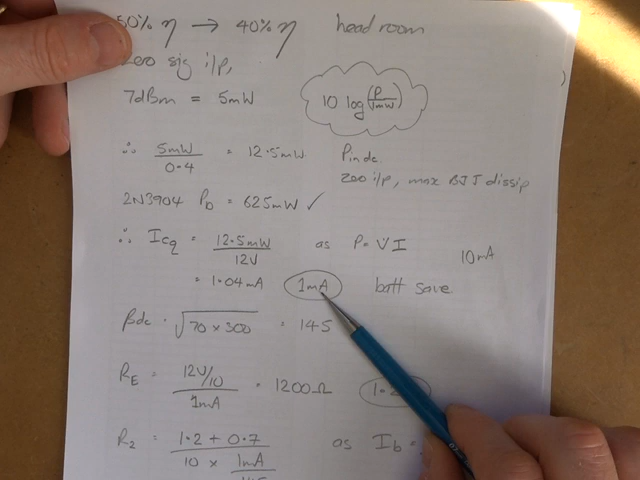 50% η → 40% η head room
zero sig i/p,
7dBm = 5mW 10 log (P/1mW)
∴ 5mW/0.4 = 12.5mW Pin dc
zero i/p, max BJT dissip
2N3904 PD = 625mW ✓
∴ Icq = 12.5mW/12V as P = VI 10mA
= 1.04mA 1mA batt save
βdc = √70 x 300 = 145
RE = 12V/10 / 1mA = 1200Ω
R2 = 1.2 + 0.7 / 10 x 1mA as Ib =